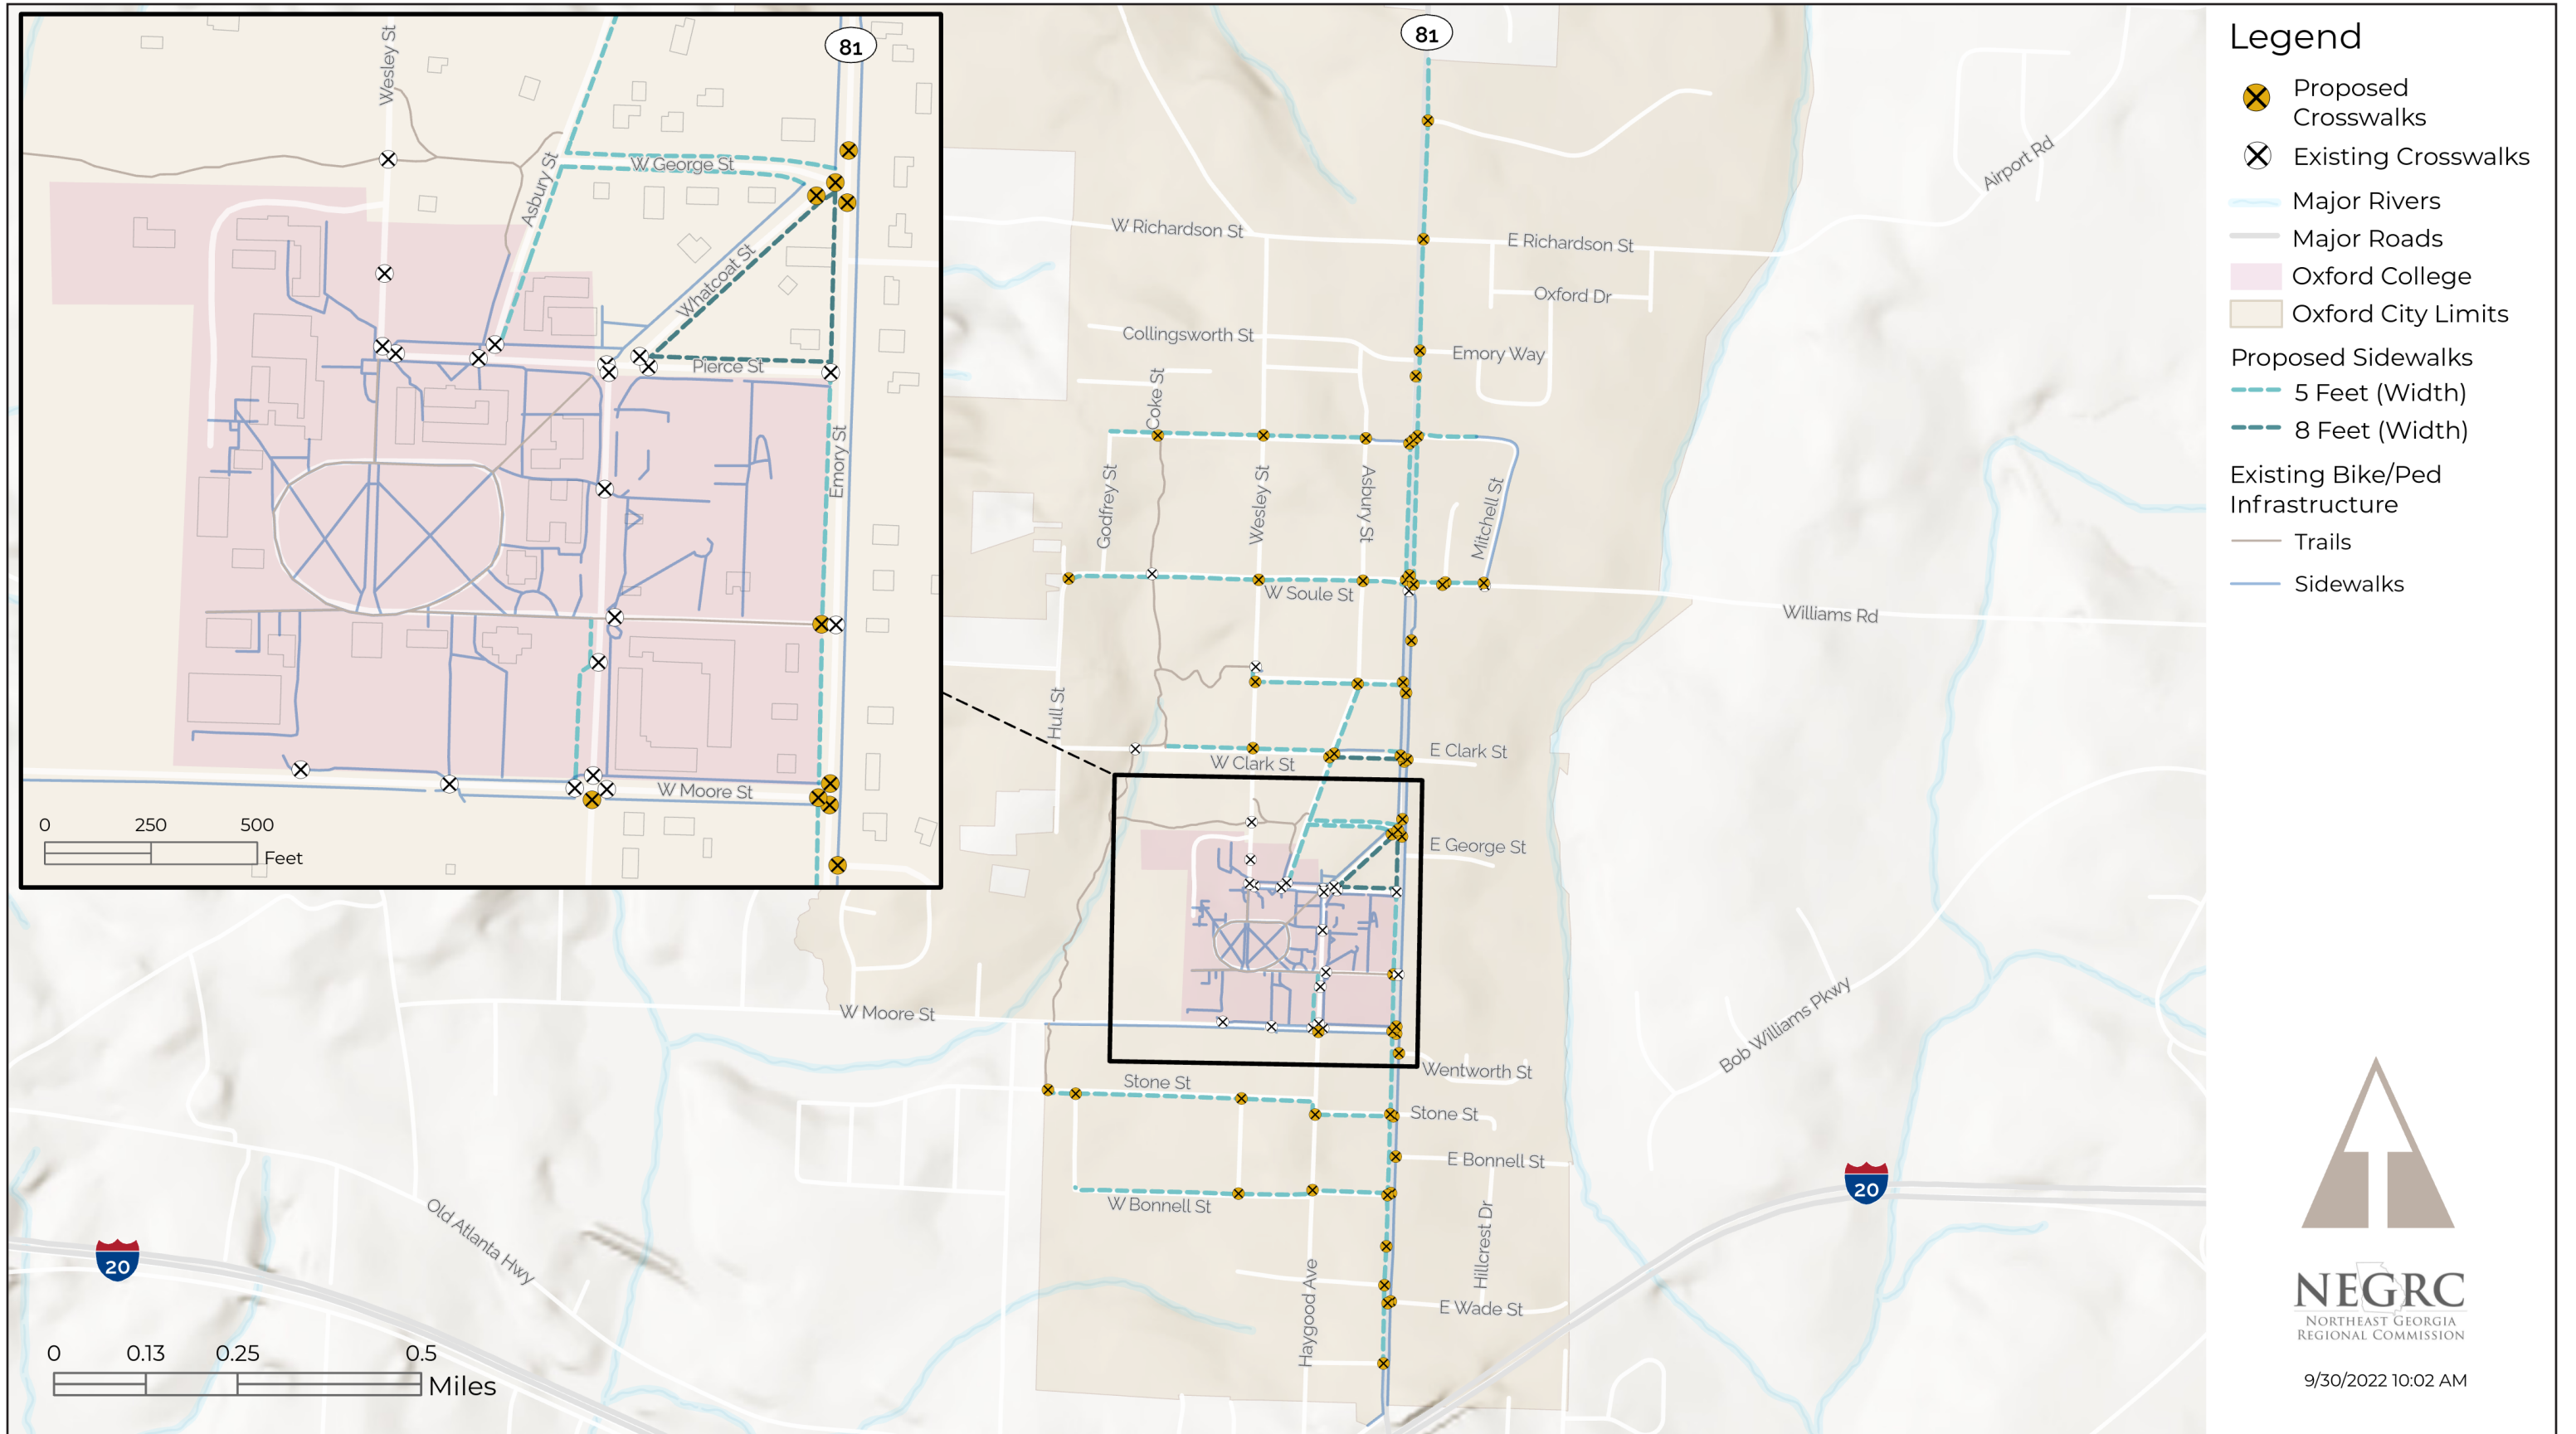 Wesley St
81
W George St
Asbury St
Whatcoat St
Pierce St
Emory St
W Moore St
0
250
500
Feet
81
W Richardson St
E Richardson St
Airport Rd
Oxford Dr
Collingsworth St
Emory Way
Coke St
Godfrey St
Wesley St
Asbury St
Mitchell St
W Soule St
Williams Rd
Hull St
W Clark St
E Clark St
E George St
W Moore St
Bob Williams Pkwy
Wentworth St
Stone St
Stone St
E Bonnell St
W Bonnell St
20
Old Atlanta Hwy
20
Hillcrest Dr
Haygood Ave
E Wade St
0
0.13
0.25
0.5
Miles
Legend
Proposed
Crosswalks
Existing Crosswalks
Major Rivers
Major Roads
Oxford College
Oxford City Limits
Proposed Sidewalks
5 Feet (Width)
8 Feet (Width)
Existing Bike/Ped
Infrastructure
Trails
Sidewalks
NEGRC
NORTHEAST GEORGIA
REGIONAL COMMISSION
9/30/2022 10:02 AM